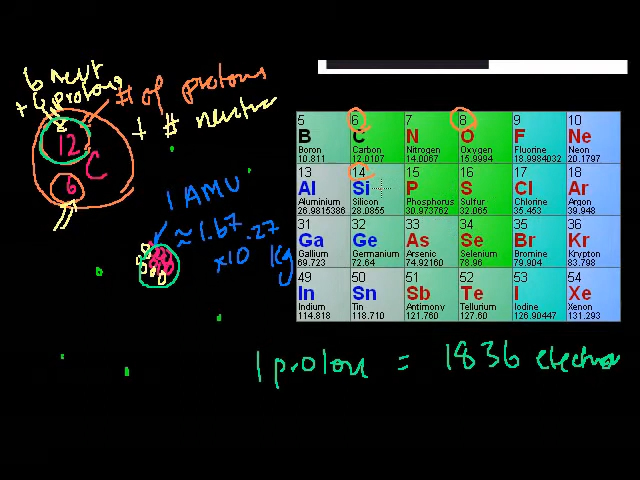 6 neut
+ 6 protons
# of protons
+ # neutro
12
C
6
1 AMU
≈ 1.67
×10 -27 kg
5 6 7 8 9 10
B C N O F Ne
Boron Carbon Nitrogen Oxygen Fluorine Neon
10.811 12.0107 14.0067 15.9994 18.9984032 20.1797
13 14 15 16 17 18
Al Si P S Cl Ar
Aluminium Silicon Phosphorus Sulfur Chlorine Argon
26.9815386 28.0855 30.973762 32.065 35.453 39.948
31 32 33 34 35 36
Ga Ge As Se Br Kr
Gallium Germanium Arsenic Selenium Bromine Krypton
69.723 72.64 74.92160 78.96 79.904 83.798
49 50 51 52 53 54
In Sn Sb Te I Xe
Indium Tin Antimony Tellurium Iodine Xenon
114.818 118.710 121.760 127.60 126.90447 131.293
1 proton = 1836 electron